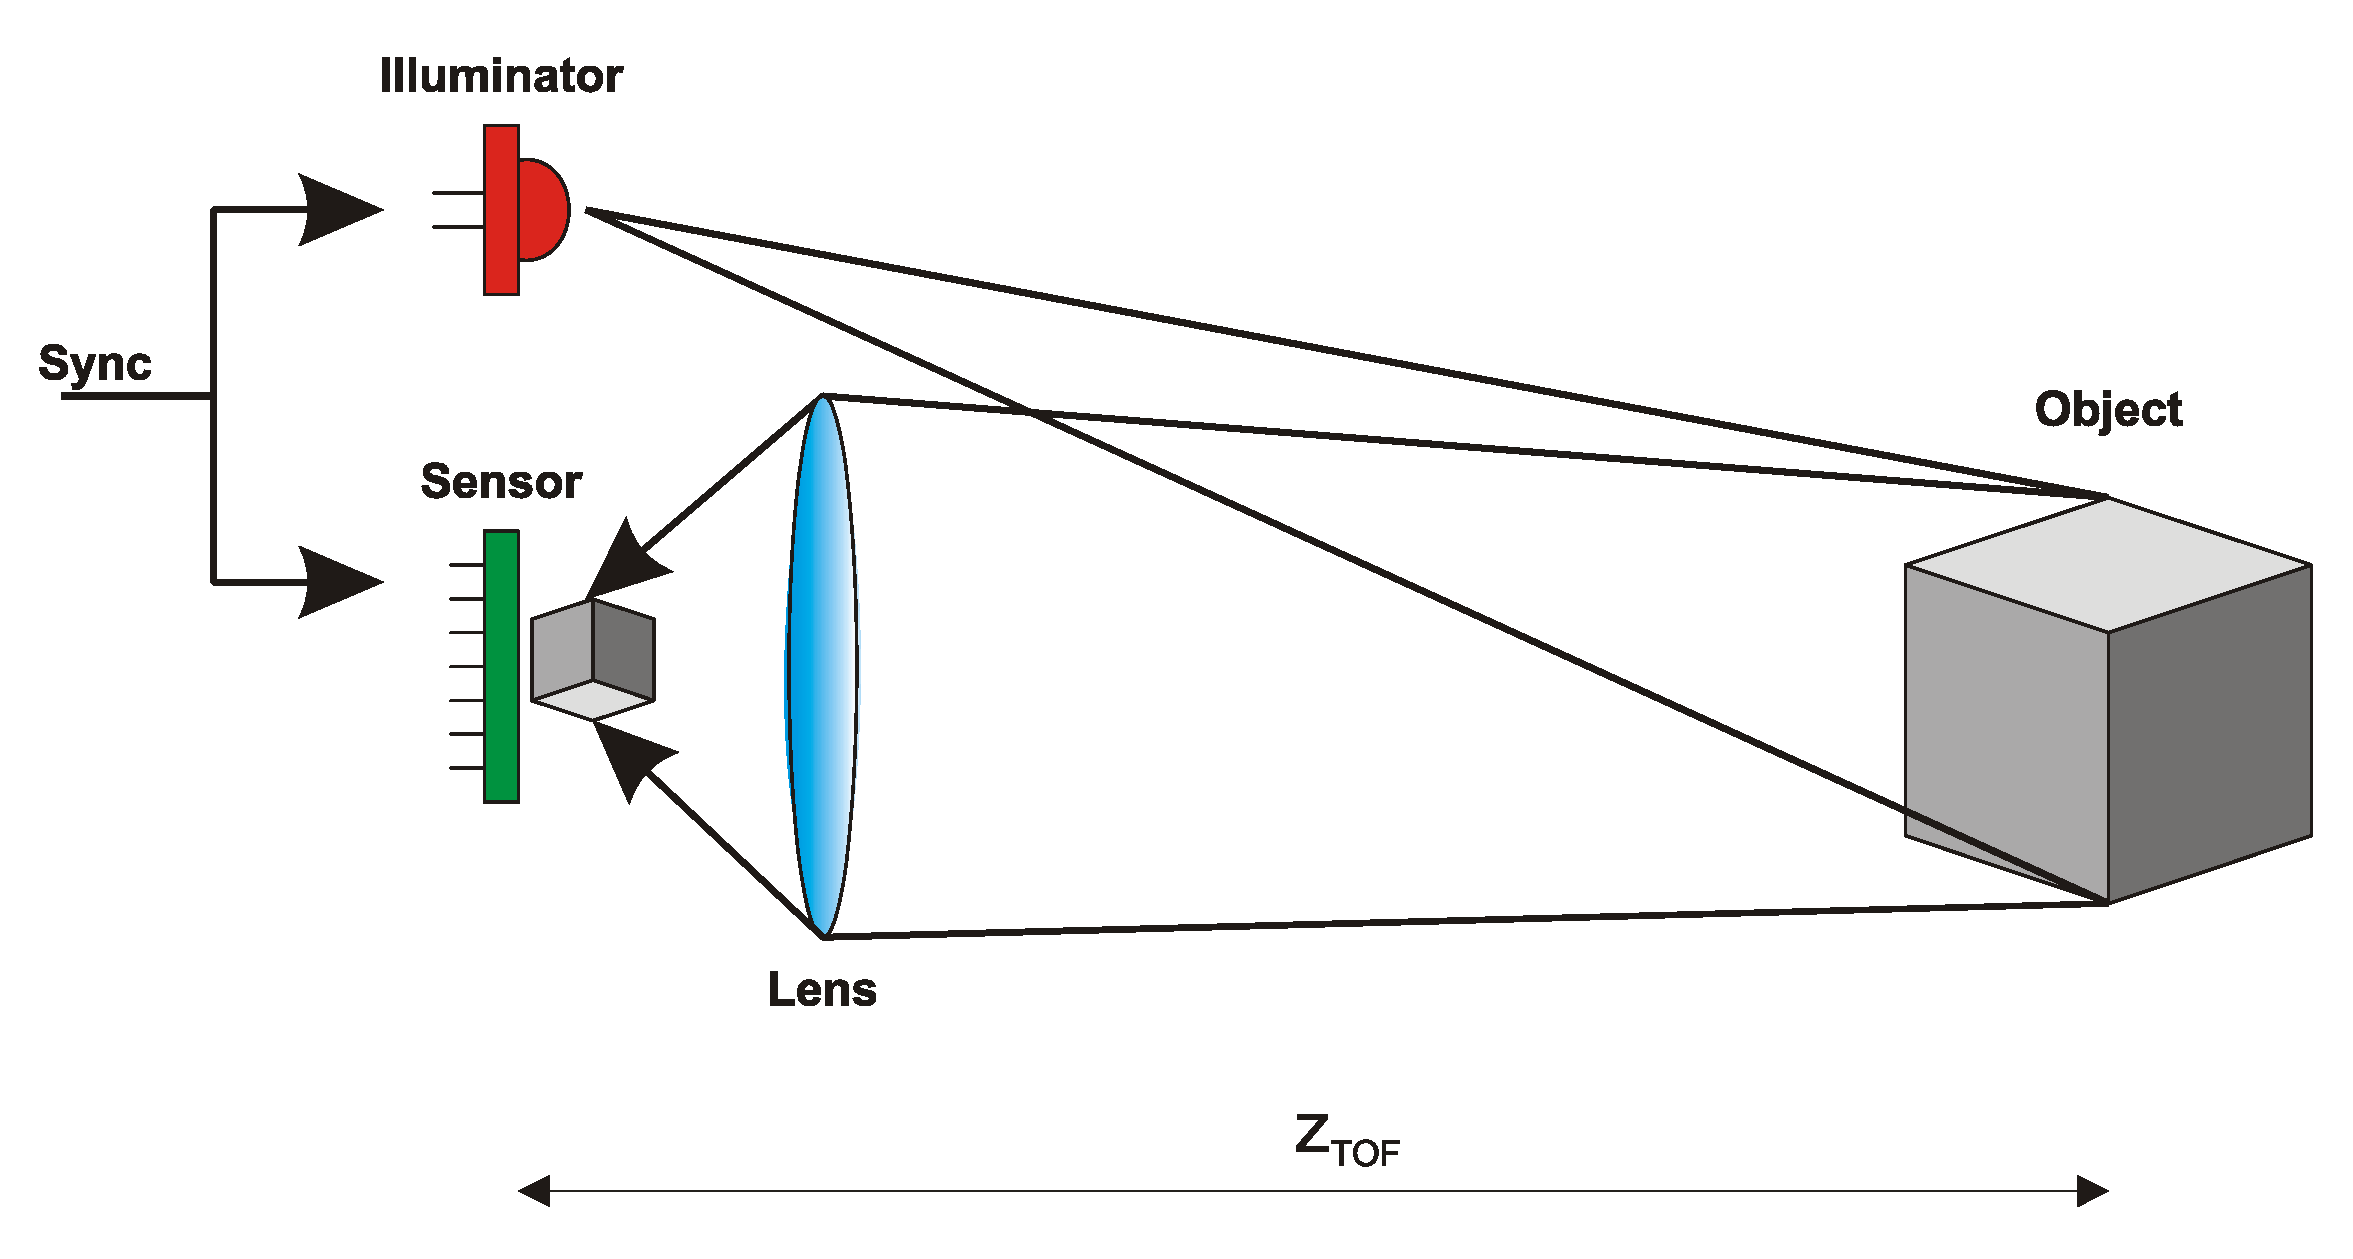 Illuminator
Sync
Object
Sensor
Lens
ZTOF